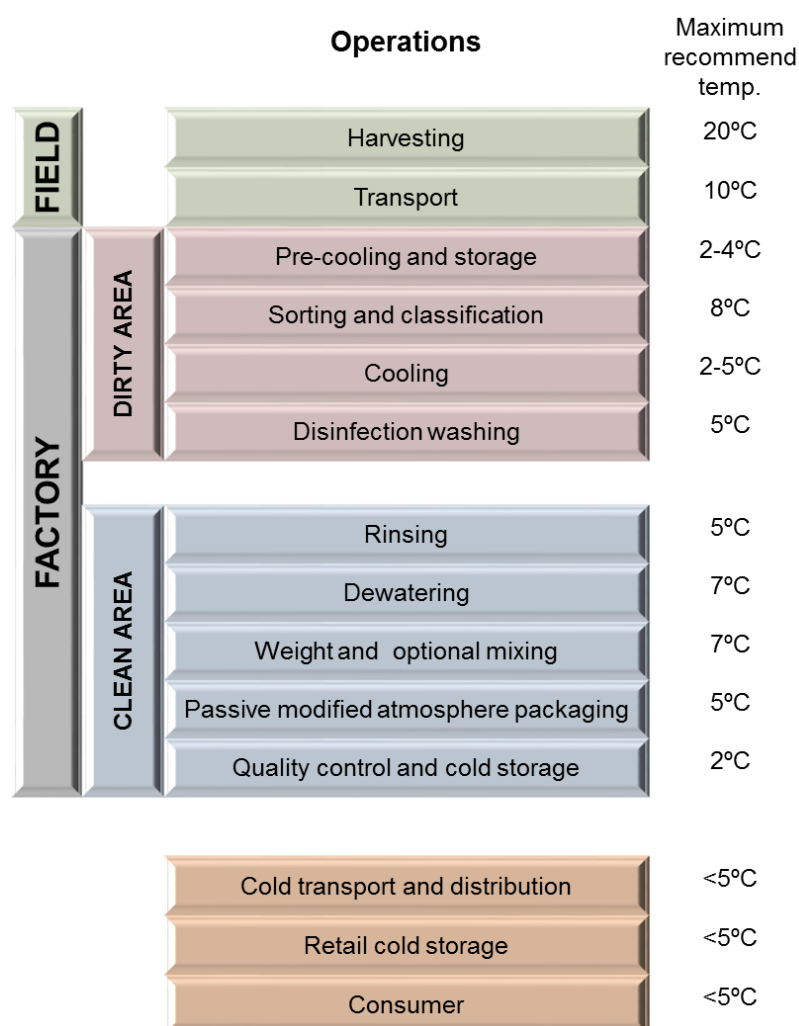 Operations
Maximum
recommend
temp.
FIELD
Harvesting
20ºC
Transport
10ºC
FACTORY
DIRTY AREA
Pre-cooling and storage
2-4ºC
Sorting and classification
8ºC
Cooling
2-5ºC
Disinfection washing
5ºC
CLEAN AREA
Rinsing
5ºC
Dewatering
7ºC
Weight and optional mixing
7ºC
Passive modified atmosphere packaging
5ºC
Quality control and cold storage
2ºC
Cold transport and distribution
<5ºC
Retail cold storage
<5ºC
Consumer
<5ºC